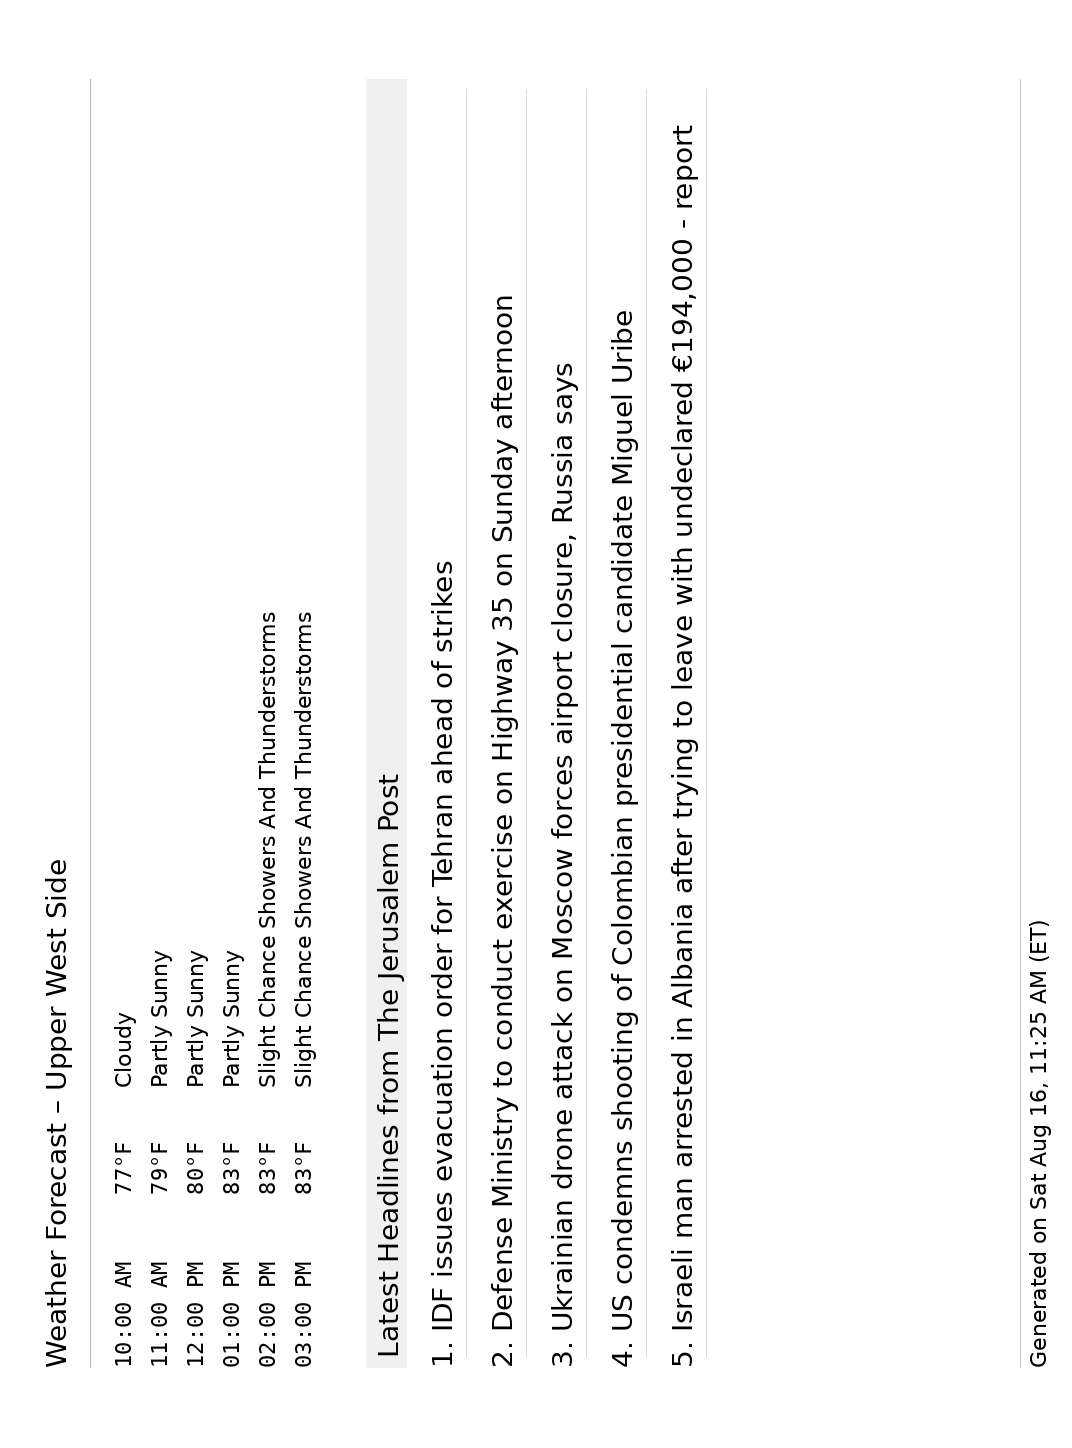 Weather Forecast – Upper West Side
10:00 AM 77°F Cloudy
11:00 AM 79°F Partly Sunny
12:00 PM 80°F Partly Sunny
01:00 PM 83°F Partly Sunny
02:00 PM 83°F Slight Chance Showers And Thunderstorms
03:00 PM 83°F Slight Chance Showers And Thunderstorms
Latest Headlines from The Jerusalem Post
1. IDF issues evacuation order for Tehran ahead of strikes
2. Defense Ministry to conduct exercise on Highway 35 on Sunday afternoon
3. Ukrainian drone attack on Moscow forces airport closure, Russia says
4. US condemns shooting of Colombian presidential candidate Miguel Uribe
5. Israeli man arrested in Albania after trying to leave with undeclared €194,000 - report
Generated on Sat Aug 16, 11:25 AM (ET)